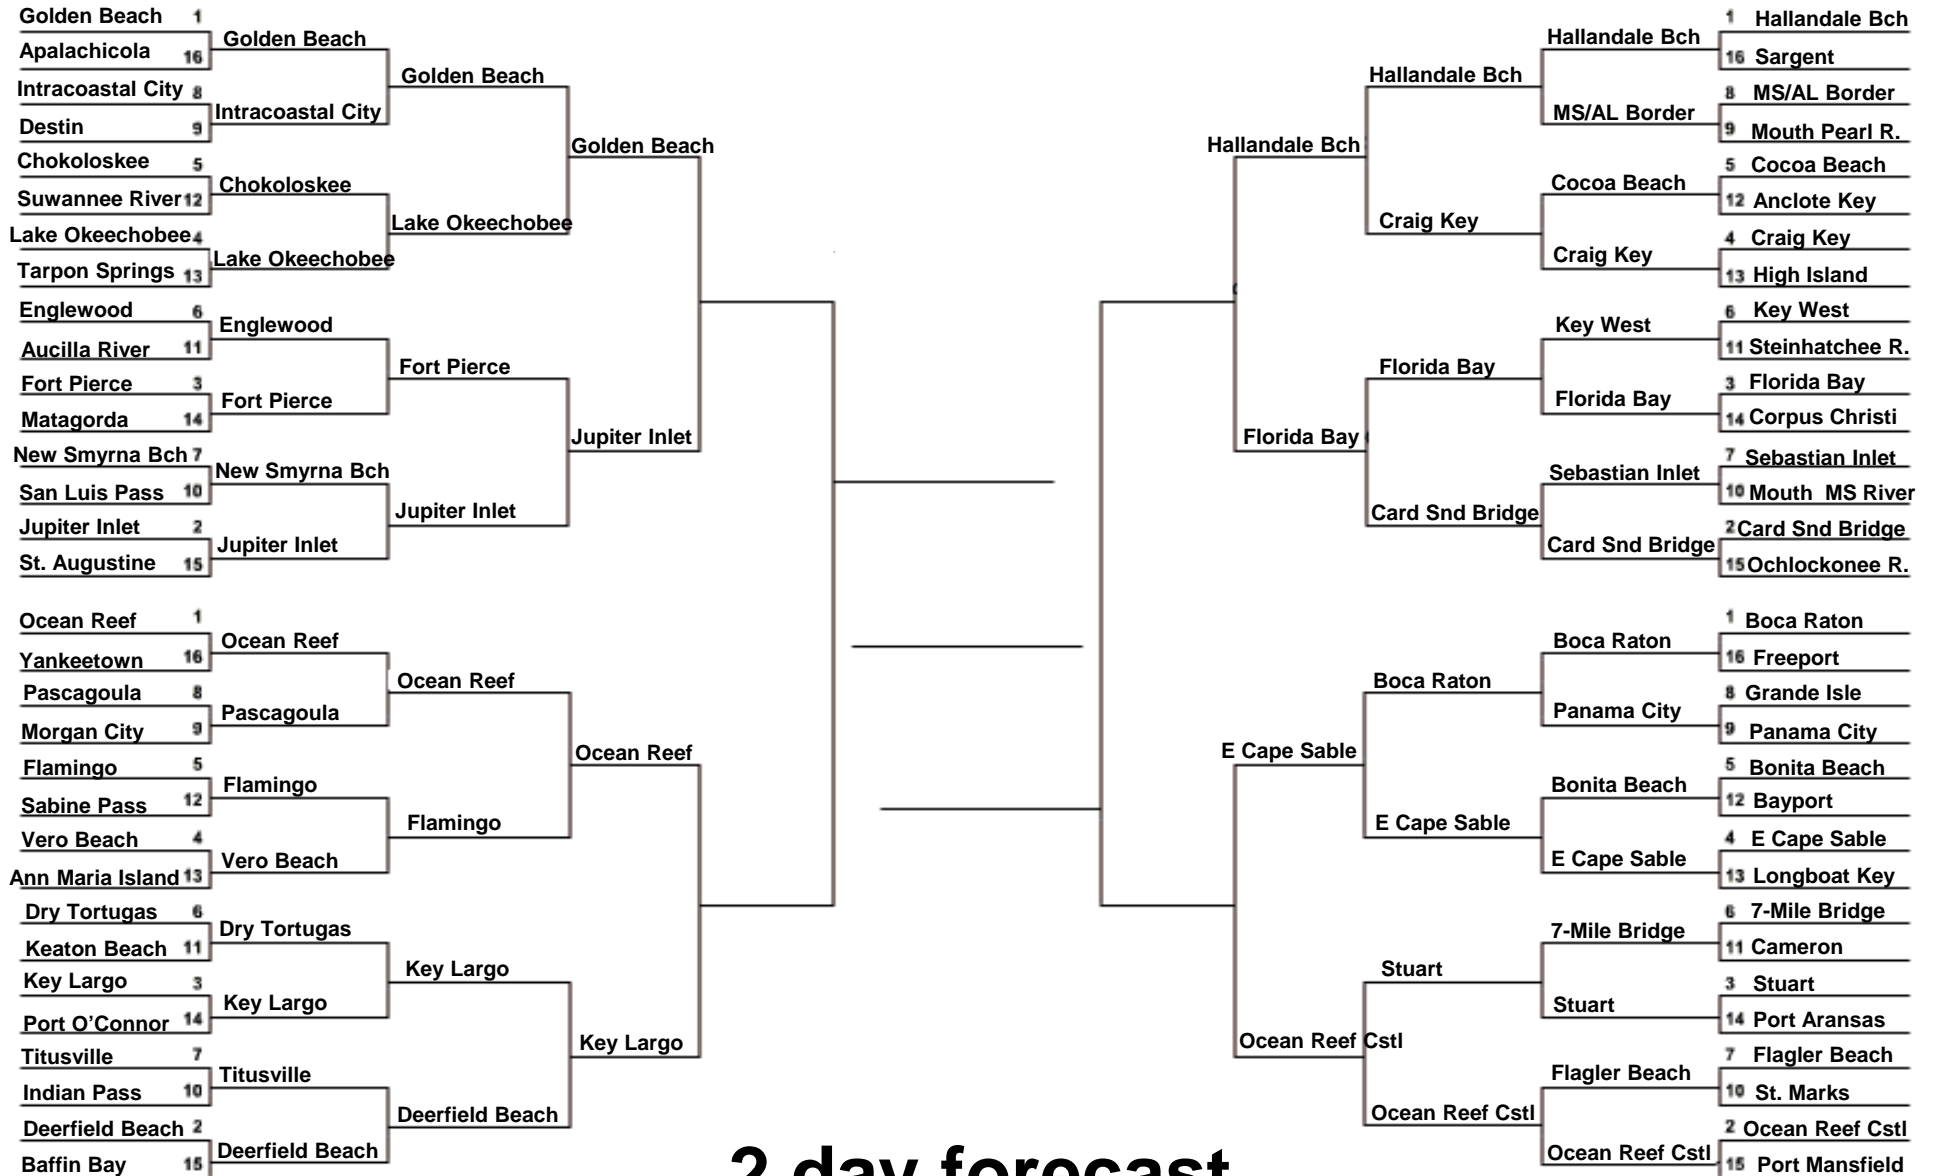 Golden Beach 1
Apalachicola 16
Intracoastal City 8
Destin 9
Chokoloskee 5
Suwannee River 12
Lake Okeechobee 4
Tarpon Springs 13
Englewood 6
Aucilla River 11
Fort Pierce 3
Matagorda 14
New Smyrna Bch 7
San Luis Pass 10
Jupiter Inlet 2
St. Augustine 15
Ocean Reef 1
Yankeetown 16
Pascagoula 8
Morgan City 9
Flamingo 5
Sabine Pass 12
Vero Beach 4
Ann Maria Island 13
Dry Tortugas 6
Keaton Beach 11
Key Largo 3
Port O’Connor 14
Titusville 7
Indian Pass 10
Deerfield Beach 2
Baffin Bay 15
Golden Beach
Intracoastal City
Chokoloskee
Lake Okeechobee
Englewood
Fort Pierce
New Smyrna Bch
Jupiter Inlet
Ocean Reef
Pascagoula
Flamingo
Vero Beach
Dry Tortugas
Key Largo
Titusville
Deerfield Beach
Golden Beach
Lake Okeechobee
Fort Pierce
Jupiter Inlet
Ocean Reef
Flamingo
Key Largo
Deerfield Beach
Golden Beach
Jupiter Inlet
Ocean Reef
Key Largo
2 day forecast
Hallandale Bch
Florida Bay
E Cape Sable
Ocean Reef Cstl
Hallandale Bch
Craig Key
Florida Bay
Card Snd Bridge
Boca Raton
E Cape Sable
Stuart
Ocean Reef Cstl
Hallandale Bch
MS/AL Border
Cocoa Beach
Craig Key
Key West
Florida Bay
Sebastian Inlet
Card Snd Bridge
Boca Raton
Panama City
Bonita Beach
E Cape Sable
7-Mile Bridge
Stuart
Flagler Beach
Ocean Reef Cstl
1 Hallandale Bch
16 Sargent
8 MS/AL Border
9 Mouth Pearl R.
5 Cocoa Beach
12 Anclote Key
4 Craig Key
13 High Island
6 Key West
11 Steinhatchee R.
3 Florida Bay
14 Corpus Christi
7 Sebastian Inlet
10 Mouth MS River
2 Card Snd Bridge
15 Ochlockonee R.
1 Boca Raton
16 Freeport
8 Grande Isle
9 Panama City
5 Bonita Beach
12 Bayport
4 E Cape Sable
13 Longboat Key
6 7-Mile Bridge
11 Cameron
3 Stuart
14 Port Aransas
7 Flagler Beach
10 St. Marks
2 Ocean Reef Cstl
15 Port Mansfield